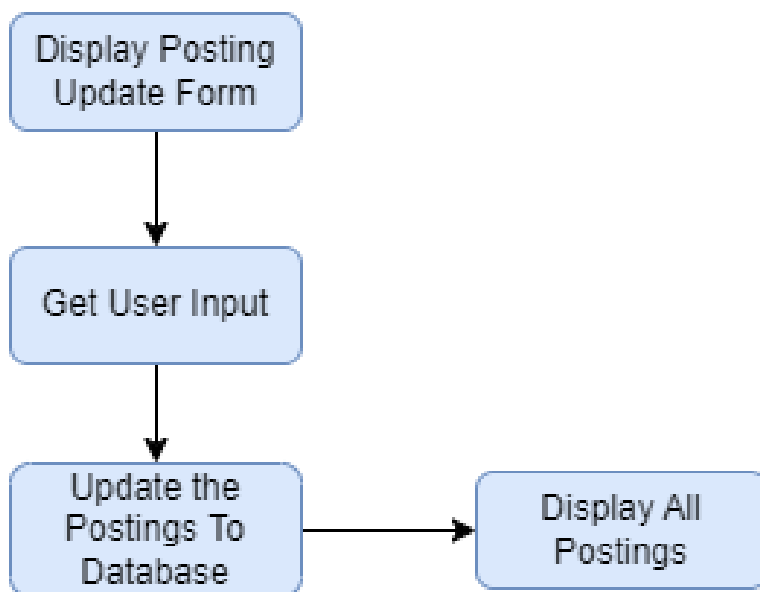 Display Posting
Update Form
Get User Input
Update the
Postings To
Database
Display All
Postings